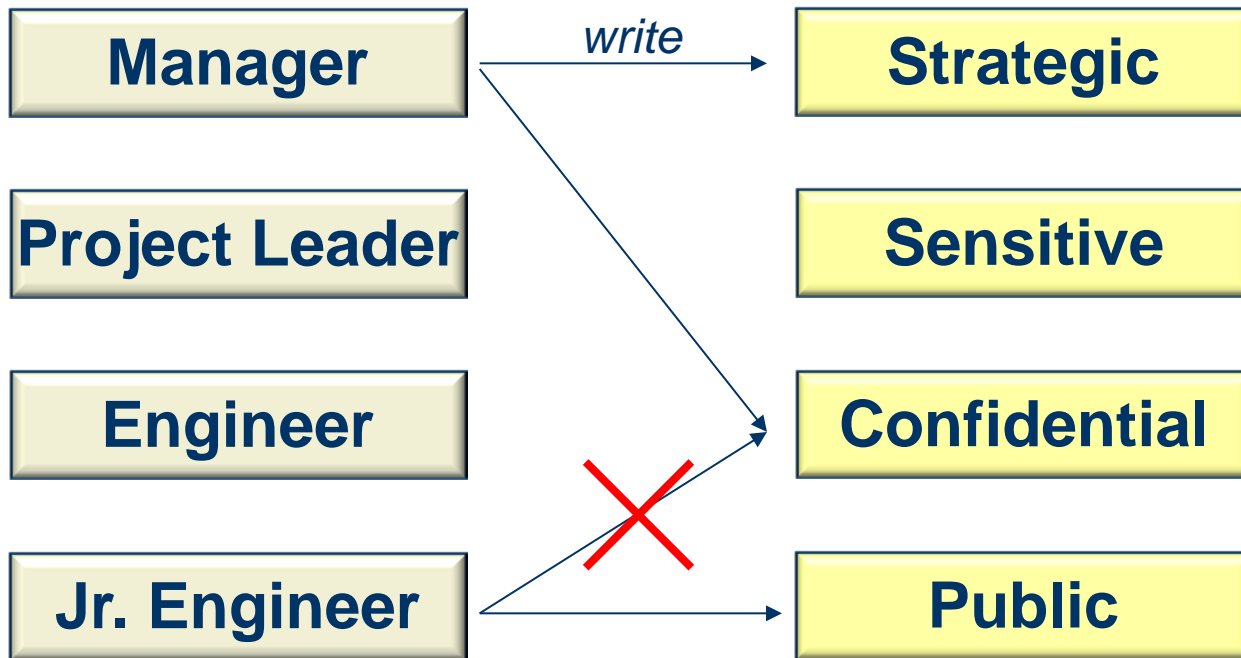 Manager
write
Strategic
Project Leader
Sensitive
Engineer
Confidential
Jr. Engineer
Public